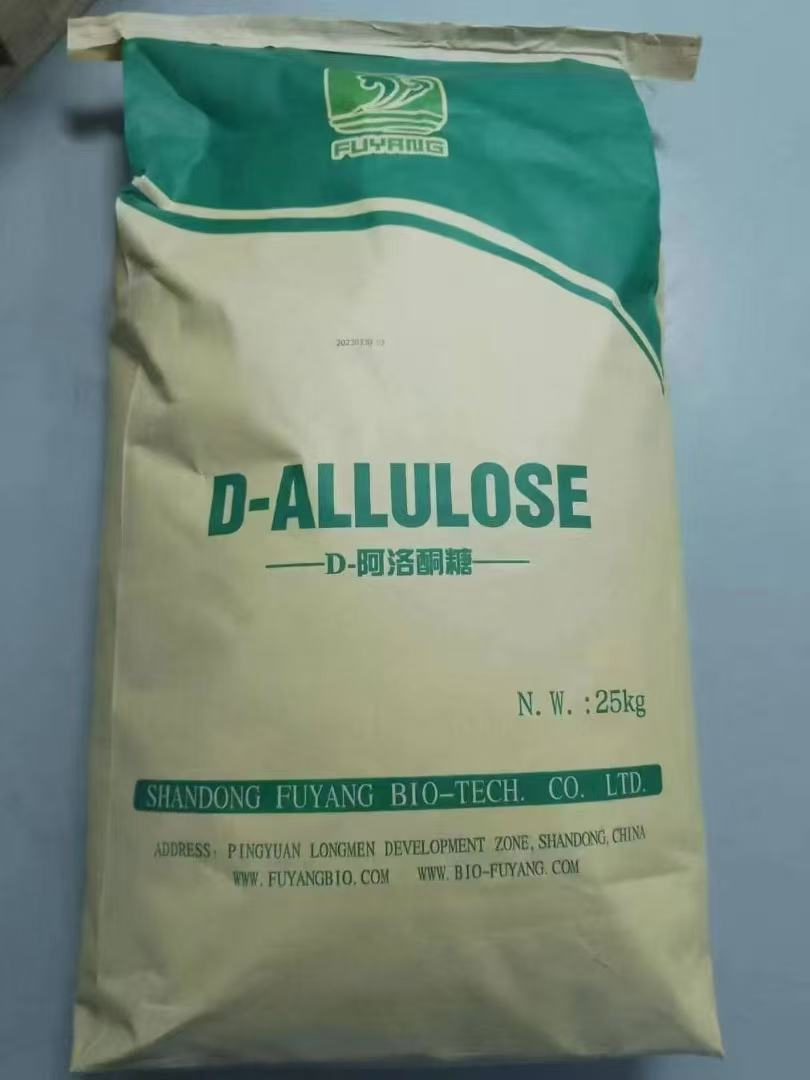 FUYANG
D-ALLULOSE
D-阿洛酮糖
N.W.:25kg
SHANDONG FUYANG BIO-TECH. CO. LTD.
ADDRESS: PINGYUAN LONGMEN DEVELOPMENT ZONE, SHANDONG, CHINA
WWW.FUYANGBIO.COM WWW.BIO-FUYANG.COM